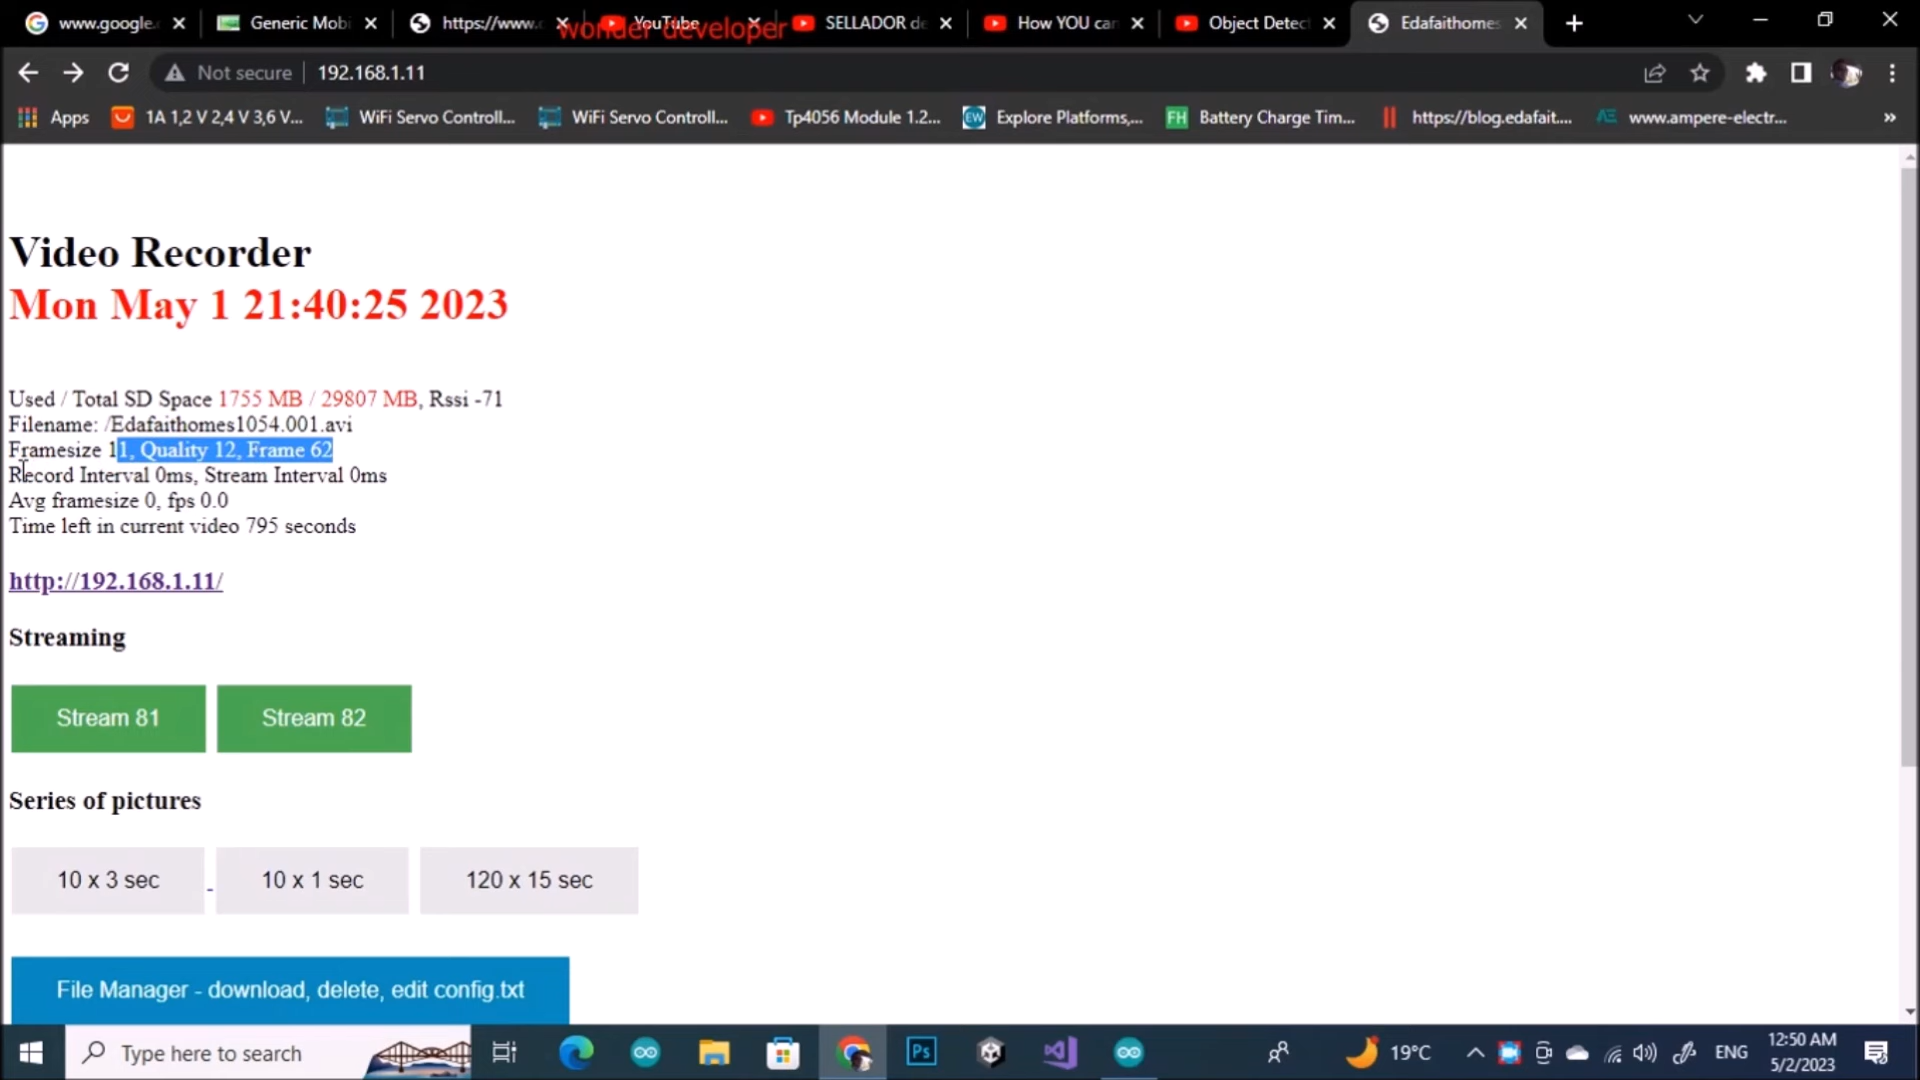 www.google.
Generic Mobi
https://www.c
YouTube
SELLADOR de
How YOU can
Object Detect
Edafaithomes
wonder developer
Not secure
192.168.1.11
Apps
1A 1,2 V 2,4 V 3,6 V...
WiFi Servo Controll...
WiFi Servo Controll...
Tp4056 Module 1.2...
Explore Platforms,...
Battery Charge Tim...
https://blog.edafait....
www.ampere-electr...
»
Video Recorder
Mon May 1 21:40:25 2023
Used / Total SD Space 1755 MB / 29807 MB, Rssi -71
Filename: /Edafaithomes1054.001.avi
Framesize 11, Quality 12, Frame 62
Record Interval 0ms, Stream Interval 0ms
Avg framesize 0, fps 0.0
Time left in current video 795 seconds
http://192.168.1.11/
Streaming
Stream 81
Stream 82
Series of pictures
10 x 3 sec
10 x 1 sec
120 x 15 sec
File Manager - download, delete, edit config.txt
Type here to search
Ps
19°C
ENG
12:50 AM
5/2/2023